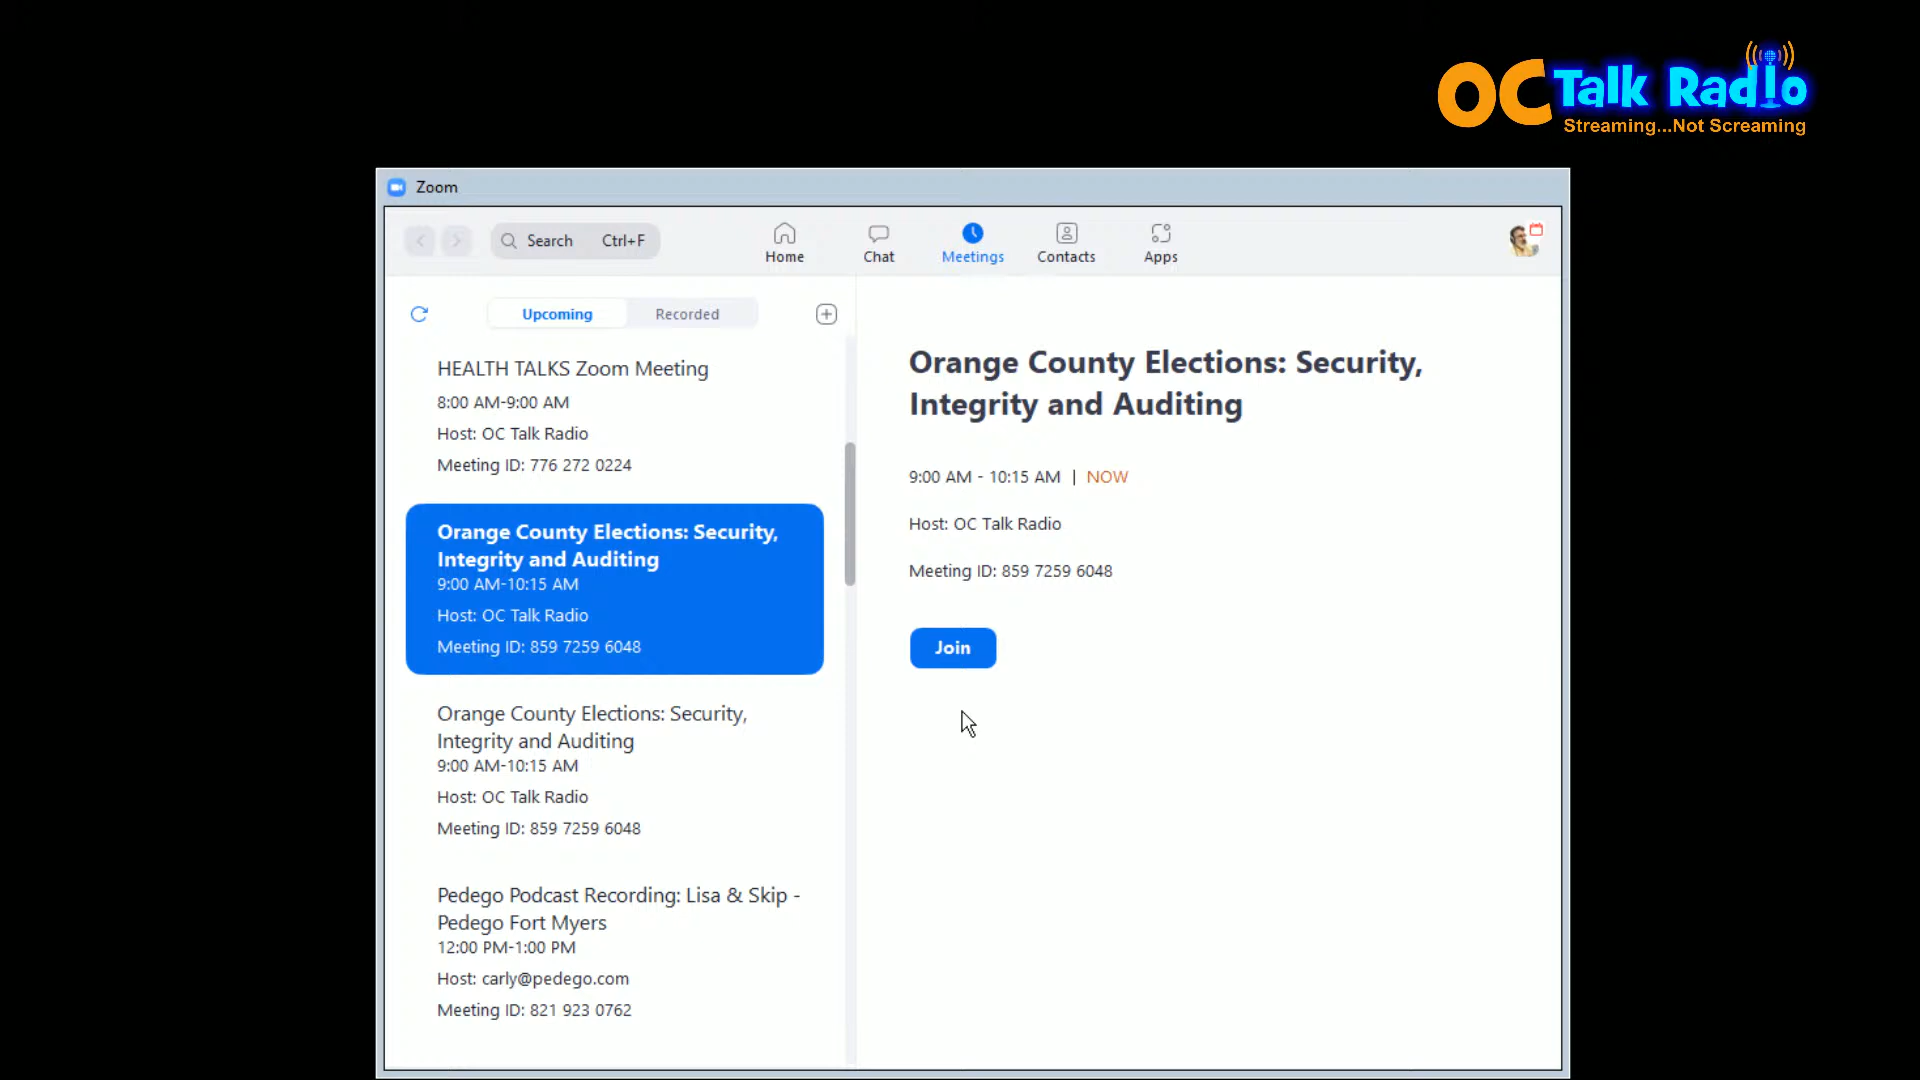 OC Talk Radio
Streaming...Not Screaming
Zoom
Search Ctrl+F
Home
Chat
Meetings
Contacts
Apps
Upcoming
Recorded
HEALTH TALKS Zoom Meeting
8:00 AM-9:00 AM
Host: OC Talk Radio
Meeting ID: 776 272 0224
Orange County Elections: Security,
Integrity and Auditing
9:00 AM-10:15 AM
Host: OC Talk Radio
Meeting ID: 859 7259 6048
Orange County Elections: Security,
Integrity and Auditing
9:00 AM-10:15 AM
Host: OC Talk Radio
Meeting ID: 859 7259 6048
Pedego Podcast Recording: Lisa & Skip -
Pedego Fort Myers
12:00 PM-1:00 PM
Host: carly@pedego.com
Meeting ID: 821 923 0762
Orange County Elections: Security,
Integrity and Auditing
9:00 AM - 10:15 AM | NOW
Host: OC Talk Radio
Meeting ID: 859 7259 6048
Join